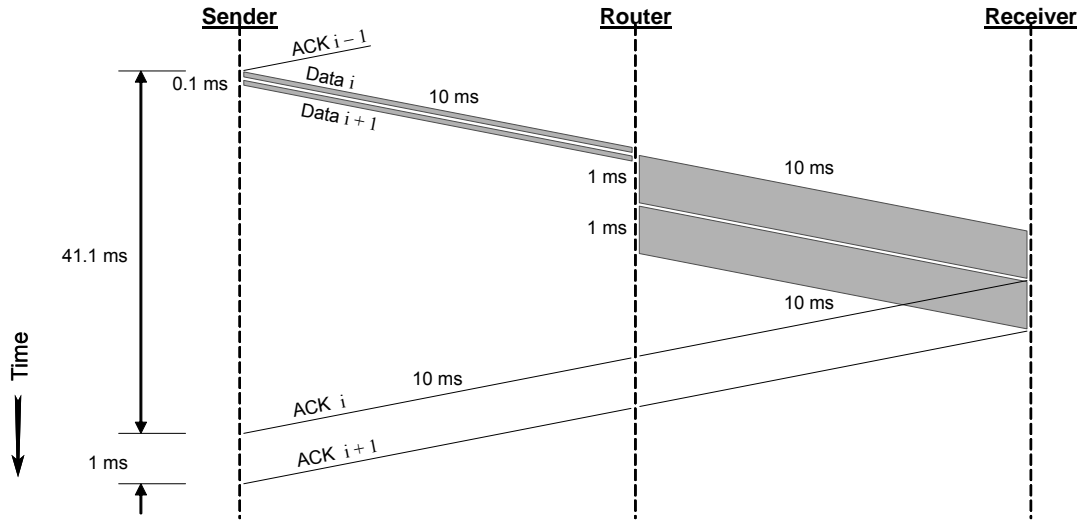 Sender
Router
Receiver
ACK i – 1
0.1 ms
Data i
10 ms
Data i + 1
10 ms
1 ms
1 ms
41.1 ms
10 ms
Time
10 ms
ACK i
ACK i + 1
1 ms